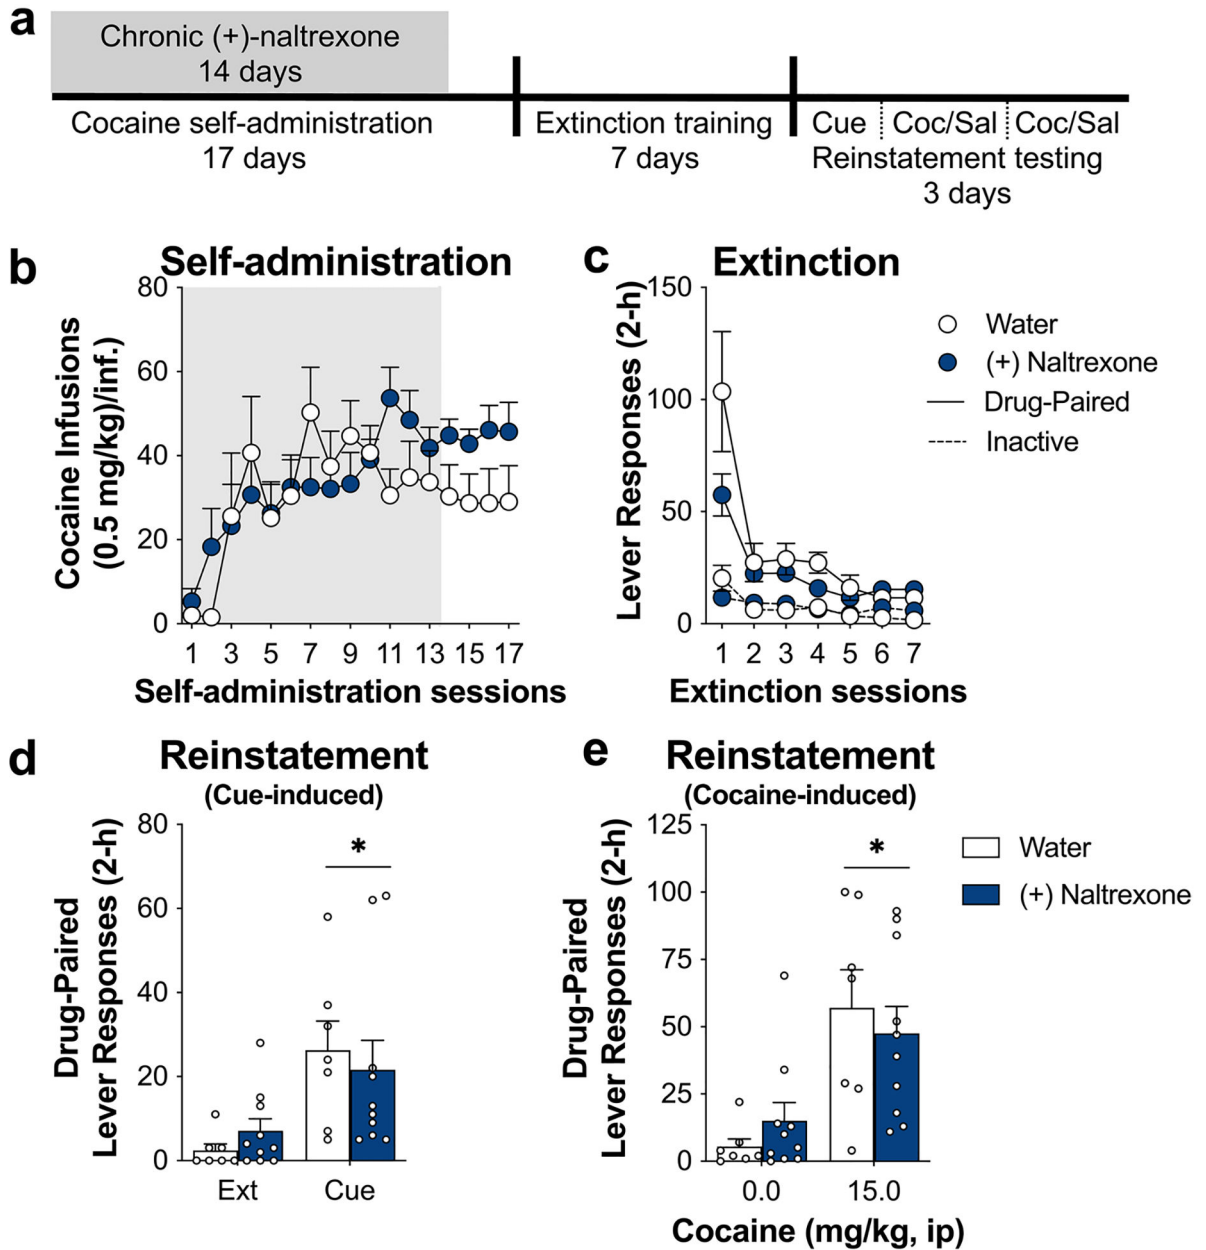 a
Chronic (+)-naltrexone
14 days
Cocaine self-administration
17 days
Extinction training
7 days
Cue
Coc/Sal
Coc/Sal
Reinstatement testing
3 days
b
Self-administration
Cocaine Infusions
(0.5 mg/kg)/inf.)
80
60
40
20
0
1 3 5 7 9 11 13 15 17
Self-administration sessions
c
Extinction
Lever Responses (2-h)
150
100
50
0
1 2 3 4 5 6 7
Extinction sessions
Water
(+) Naltrexone
Drug-Paired
Inactive
d
Reinstatement
(Cue-induced)
Drug-Paired
Lever Responses (2-h)
80
60
40
20
0
*
Ext Cue
e
Reinstatement
(Cocaine-induced)
Drug-Paired
Lever Responses (2-h)
125
100
75
50
25
0
*
0.0 15.0
Cocaine (mg/kg, ip)
Water
(+) Naltrexone